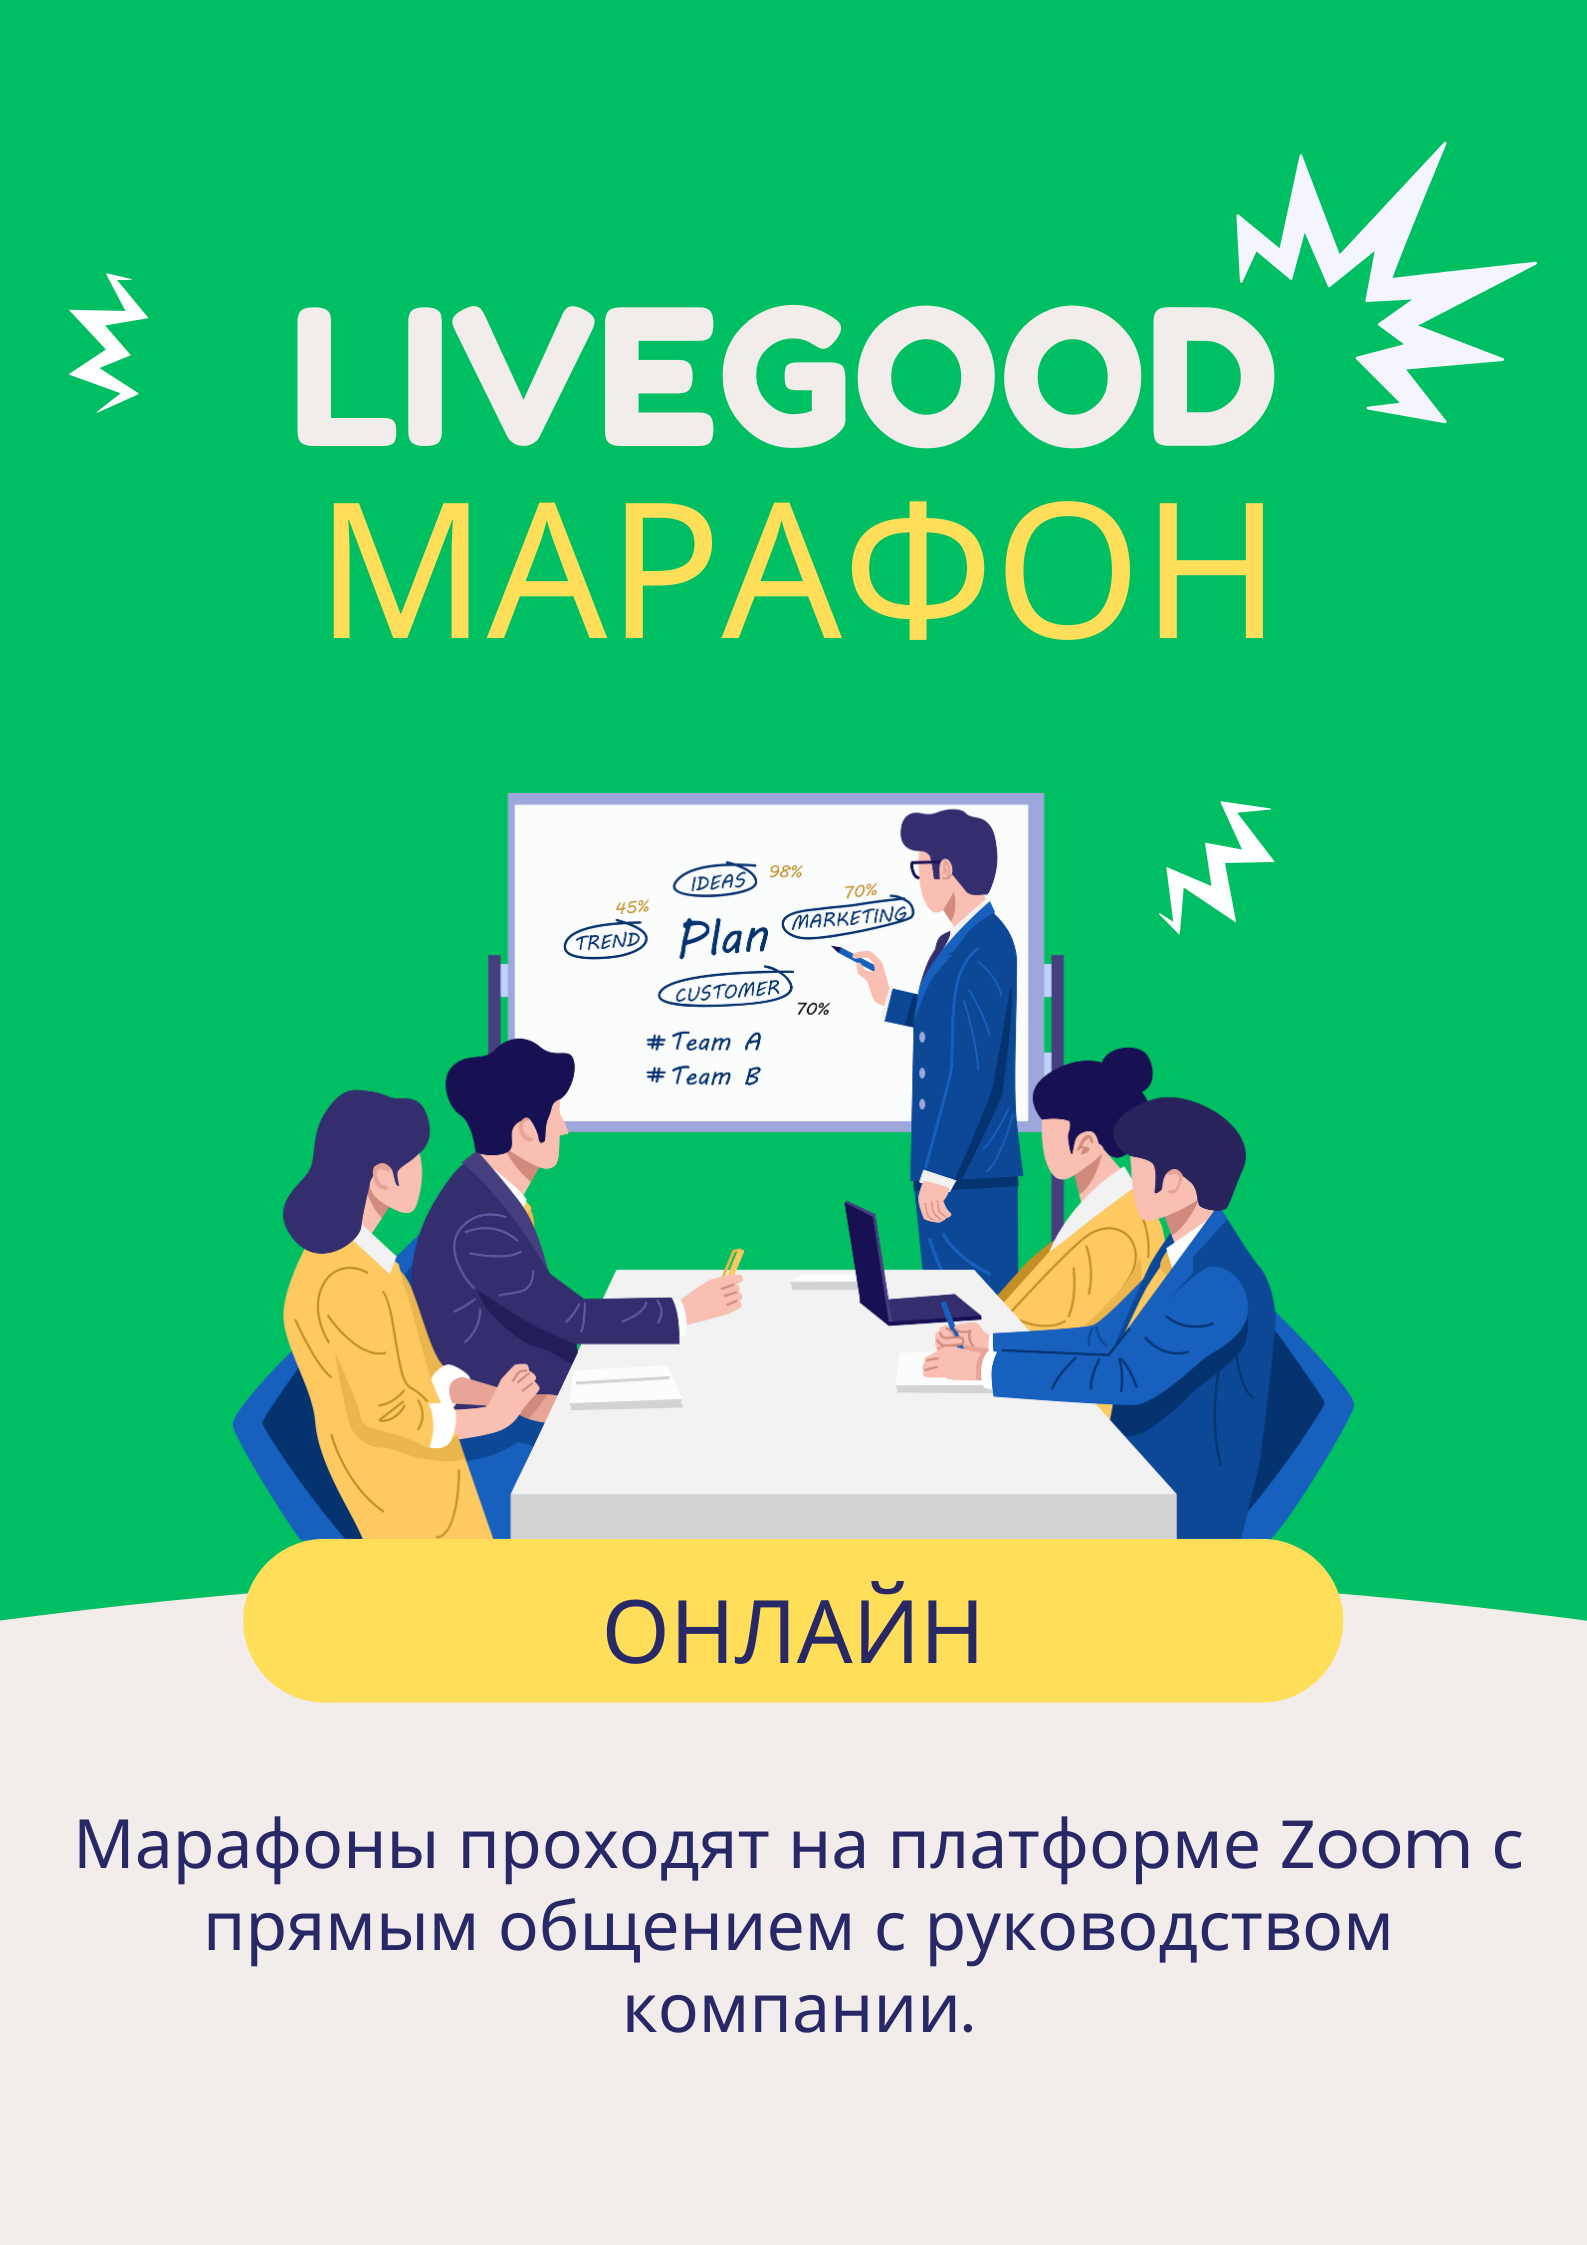 LIVEGOOD
МАРАФОН
IDEAS 98%
70%
45%
MARKETING
TREND
Plan
CUSTOMER
70%
# Team A
# Team B
ОНЛАЙН
Марафоны проходят на платформе Zoom с
прямым общением с руководством
компании.